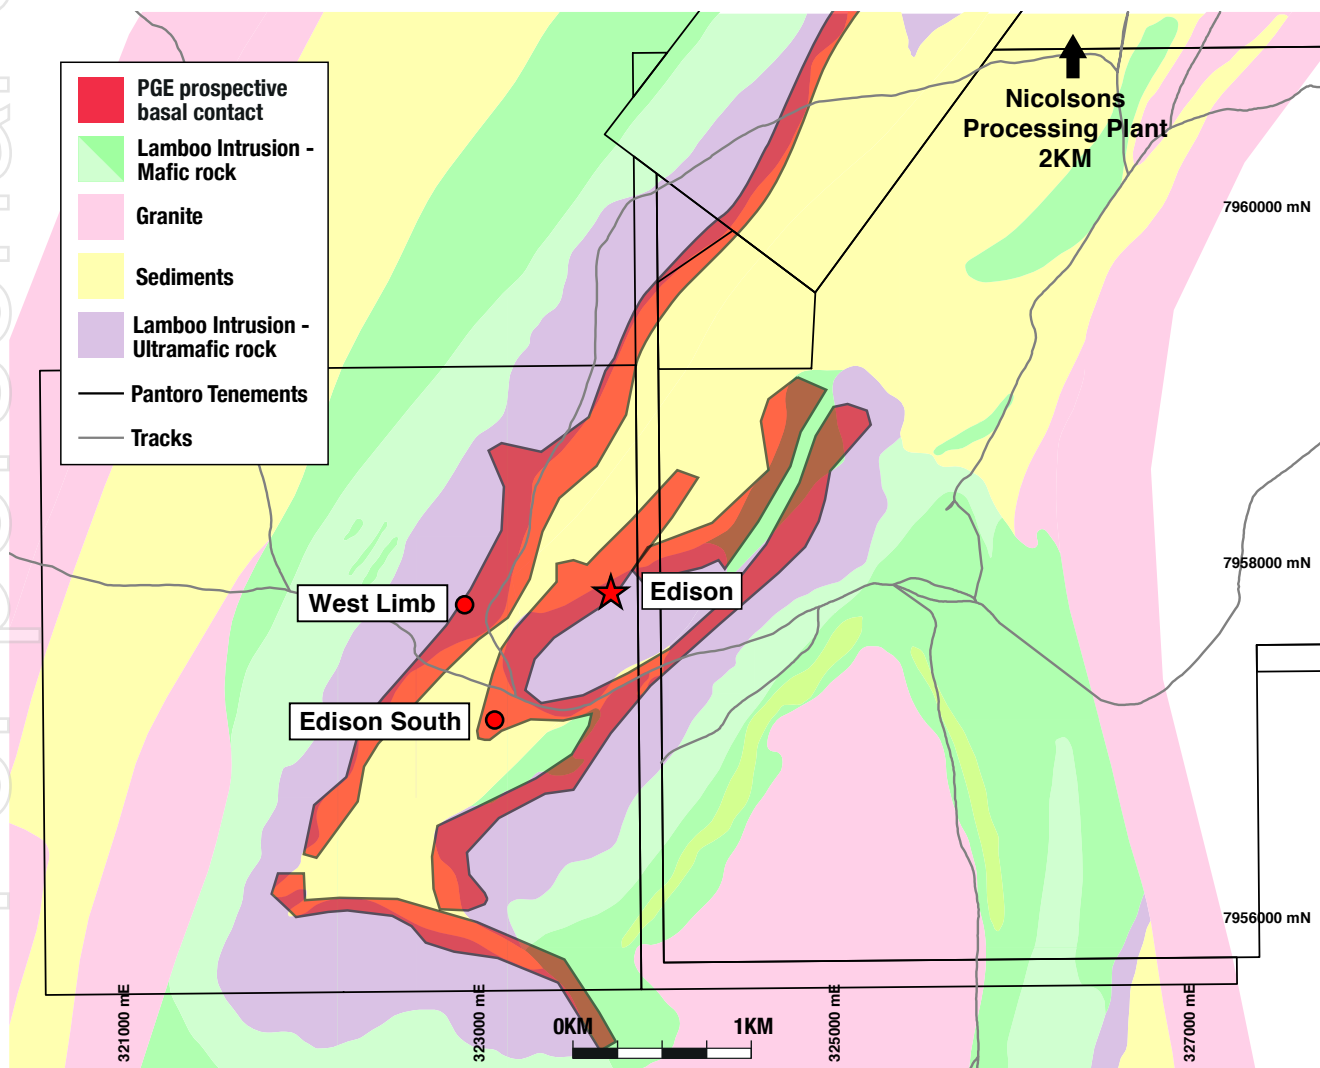 PGE prospective
basal contact
Lamboo Intrusion -
Mafic rock
Granite
Sediments
Lamboo Intrusion -
Ultramafic rock
Pantoro Tenements
Tracks
Nicolsons
Processing Plant
2KM
7960000 mN
7958000 mN
7956000 mN
West Limb
Edison
Edison South
321000 mE
323000 mE
325000 mE
327000 mE
0KM
1KM